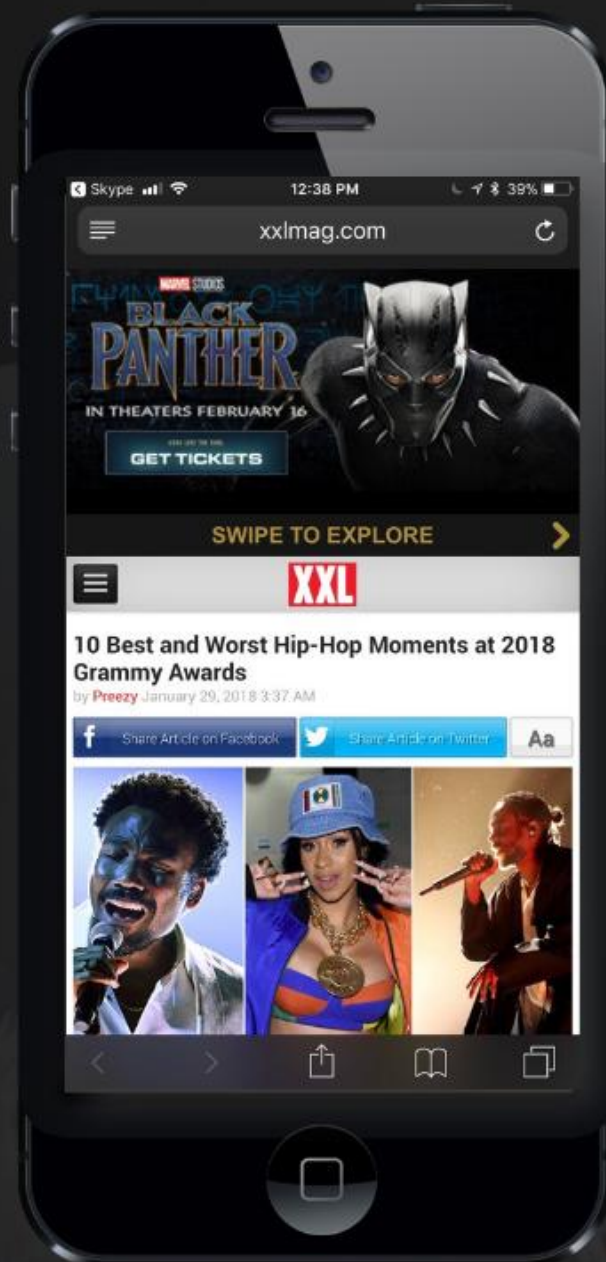 Skype
12:38 PM
39%
xxlmag.com
MARVEL STUDIOS
BLACK
PANTHER
IN THEATERS FEBRUARY 16
GET TICKETS
SWIPE TO EXPLORE
XXL
10 Best and Worst Hip-Hop Moments at 2018
Grammy Awards
by Preezy January 29, 2018 3:37 AM
f Share Article on Facebook
Share Article on Twitter
Aa